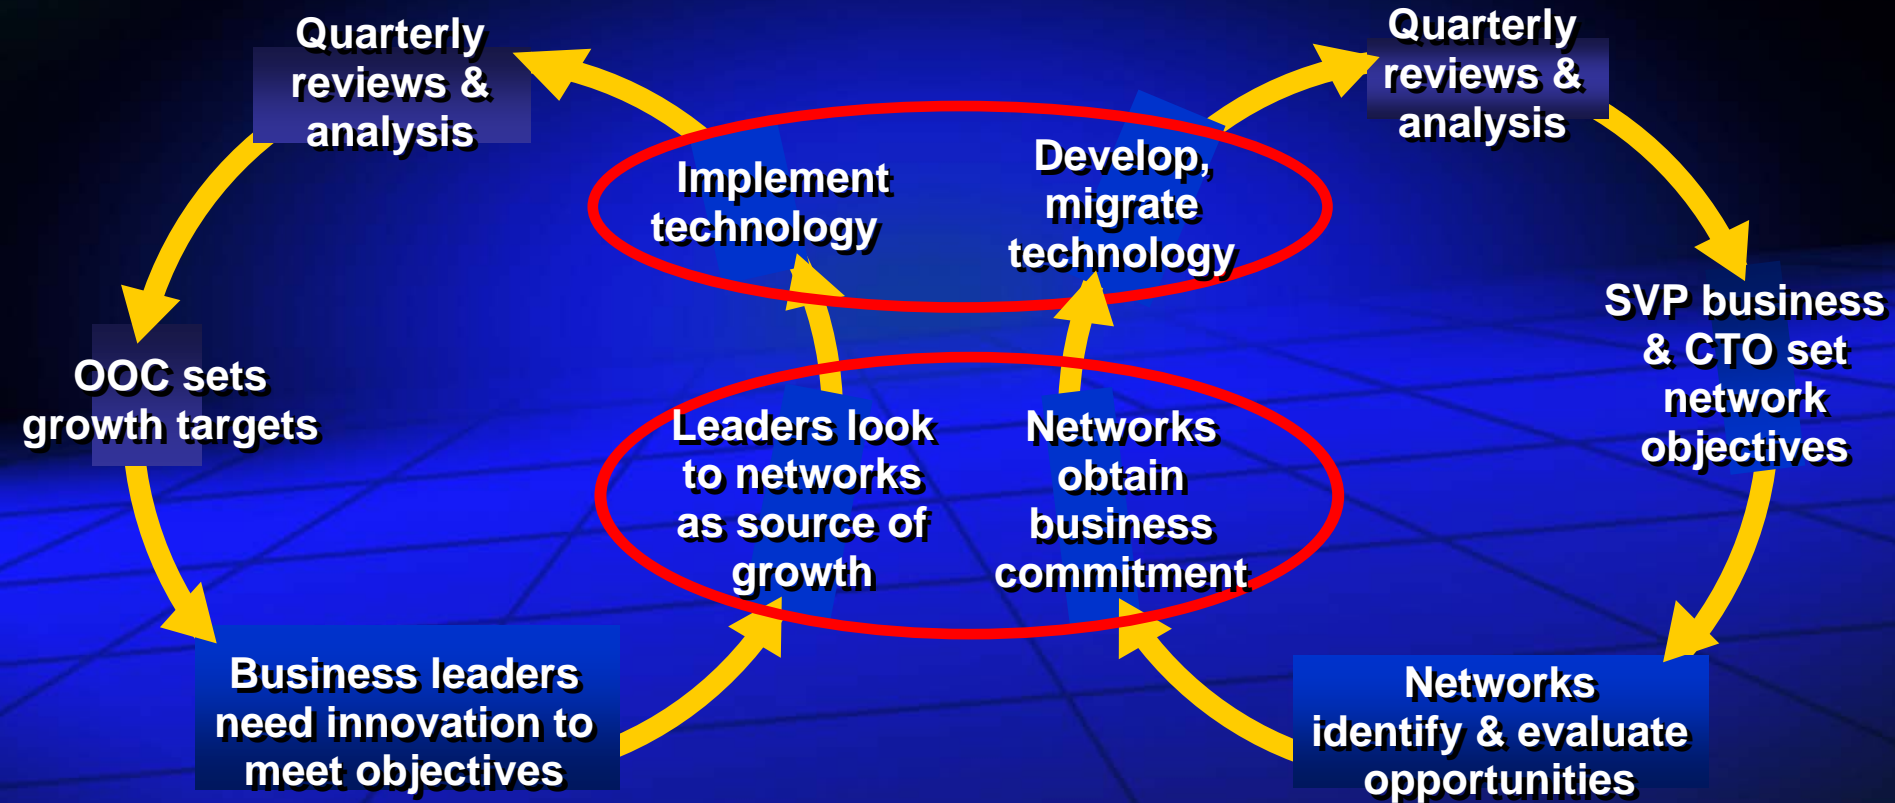 Quarterly
reviews &
analysis
Quarterly
reviews &
analysis
Implement
technology
Develop,
migrate
technology
OOC sets
growth targets
SVP business
& CTO set
network
objectives
Leaders look
to networks
as source of
growth
Networks
obtain
business
commitment
Business leaders
need innovation to
meet objectives
Networks
identify & evaluate
opportunities